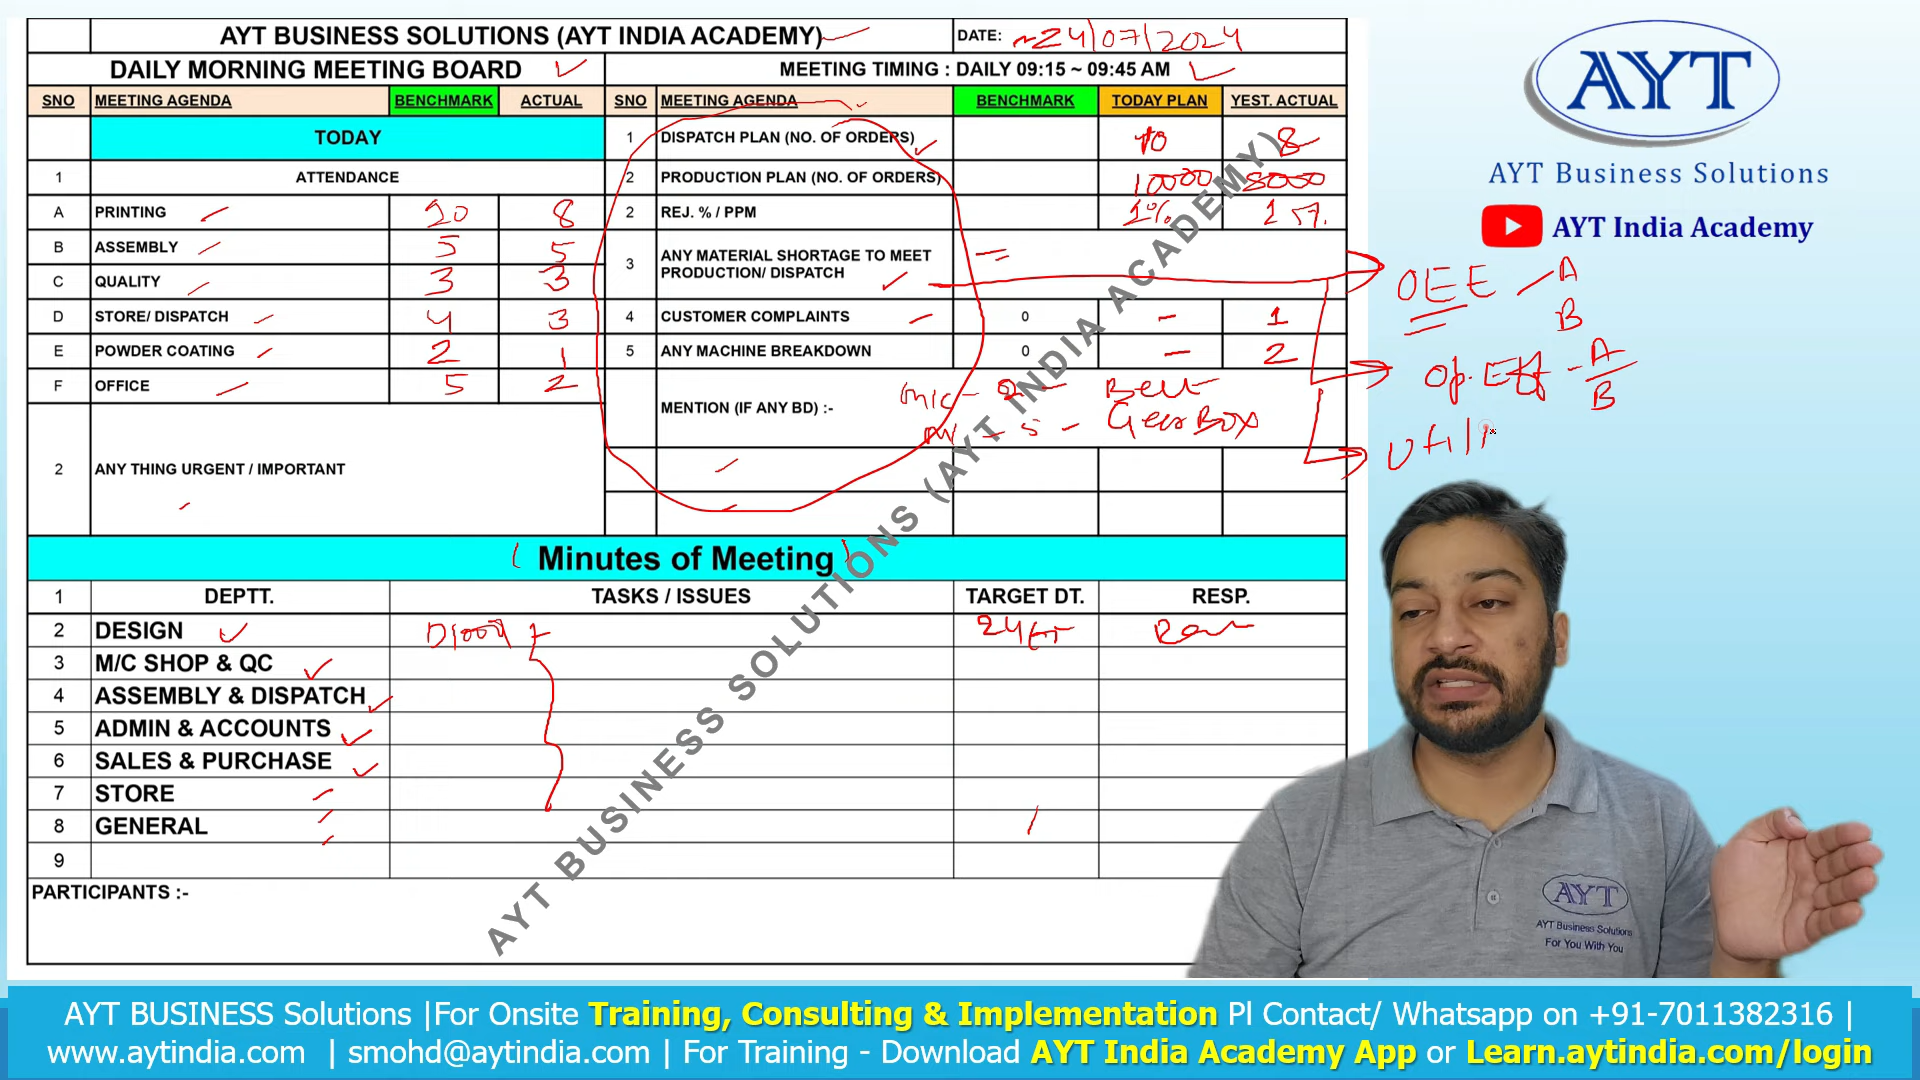 AYT BUSINESS SOLUTIONS (AYT INDIA ACADEMY)
DATE: 24/07/2024
DAILY MORNING MEETING BOARD
MEETING TIMING : DAILY 09:15 ~ 09:45 AM
SNO MEETING AGENDA BENCHMARK ACTUAL
SNO MEETING AGENDA BENCHMARK TODAY PLAN YEST. ACTUAL
TODAY
1 ATTENDANCE
A PRINTING 10 8
B ASSEMBLY 5 5
C QUALITY 3 3
D STORE/ DISPATCH 4 3
E POWDER COATING 2 1
F OFFICE 5 2
2 ANY THING URGENT / IMPORTANT
1 DISPATCH PLAN (NO. OF ORDERS) 10 8
2 PRODUCTION PLAN (NO. OF ORDERS) 10000 8000
2 REJ. % / PPM 1%
3 ANY MATERIAL SHORTAGE TO MEET
PRODUCTION/ DISPATCH
4 CUSTOMER COMPLAINTS 0 - 1
5 ANY MACHINE BREAKDOWN 0 - 2
MENTION (IF ANY BD) :- M/C - 2 - Belt
5 - Gear Box
Minutes of Meeting
1 DEPTT. TASKS / ISSUES TARGET DT. RESP.
2 DESIGN
3 M/C SHOP & QC
4 ASSEMBLY & DISPATCH
5 ADMIN & ACCOUNTS
6 SALES & PURCHASE
7 STORE
8 GENERAL
9
PARTICIPANTS :-
AYT BUSINESS SOLUTIONS (AYT INDIA ACADEMY)
AYT
AYT Business Solutions
AYT India Academy
OEE - A
B
Op. Eff - A
B
Utili
AYT
AYT Business Solutions
For You With You
AYT BUSINESS Solutions |For Onsite Training, Consulting & Implementation Pl Contact/ Whatsapp on +91-7011382316 |
www.aytindia.com | smohd@aytindia.com | For Training - Download AYT India Academy App or Learn.aytindia.com/login